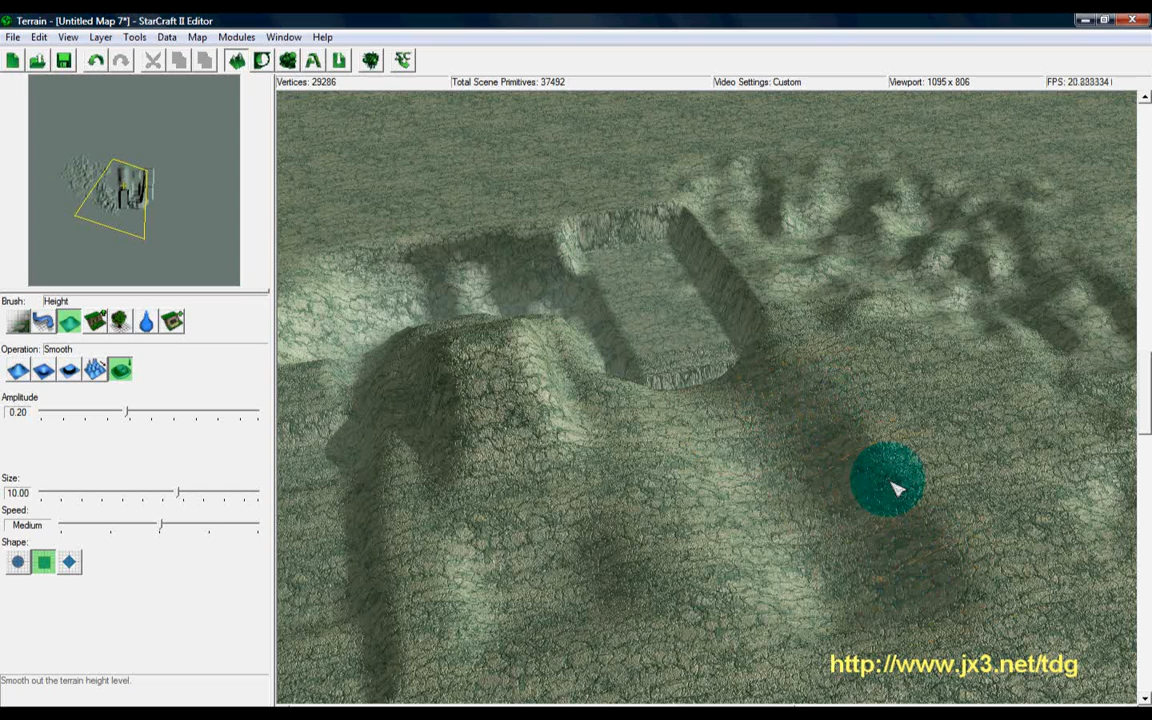 Terrain - [Untitled Map 7*] - StarCraft II Editor
File Edit View Layer Tools Data Map Modules Window Help
Vertices: 29286 Total Scene Primitives: 37492 Video Settings: Custom Viewport: 1095 x 806 FPS: 20.833334
Brush: Height
Operation: Smooth
Amplitude
0.20
Size:
10.00
Speed:
Medium
Shape:
http://www.jx3.net/tdg
Smooth out the terrain height level.